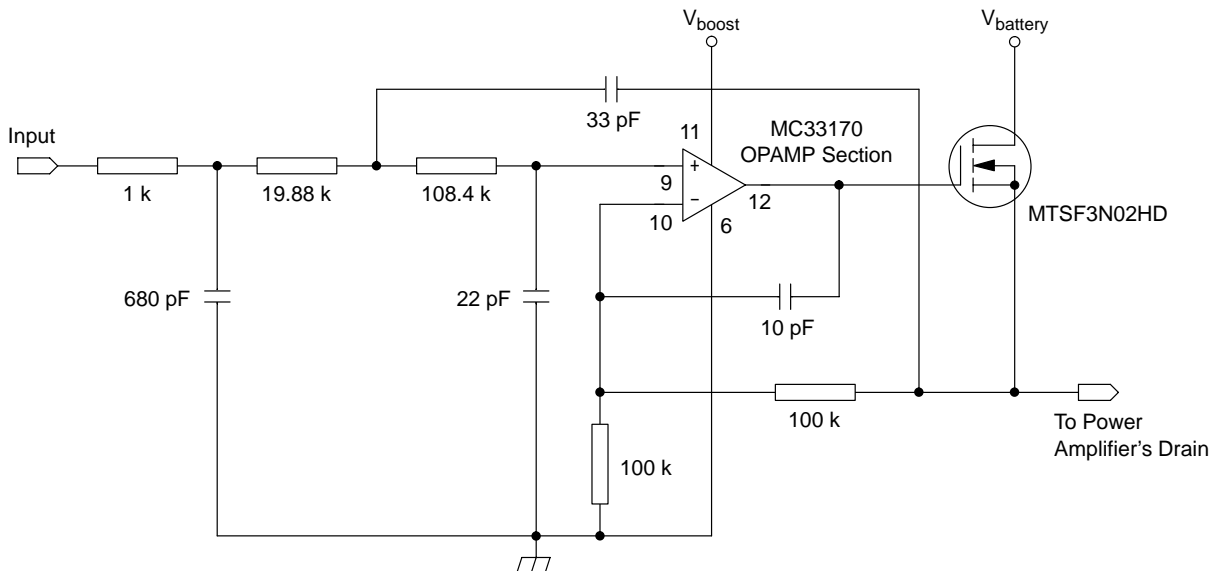 V_boost
V_battery
33 pF
Input
11
MC33170
OPAMP Section
+
9
1 k
19.88 k
108.4 k
12
−
10
6
MTSF3N02HD
680 pF
22 pF
10 pF
100 k
To Power
Amplifier's Drain
100 k